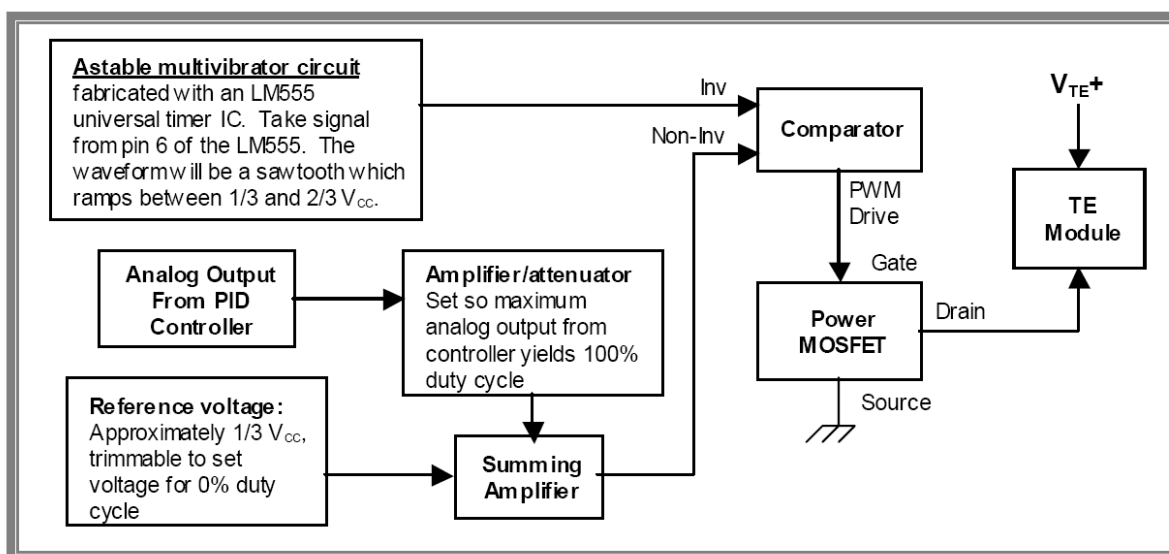 Astable multivibrator circuit
fabricated with an LM555
universal timer IC. Take signal
from pin 6 of the LM555. The
waveform will be a sawtooth which
ramps between 1/3 and 2/3 VCC.
Inv
Non-Inv
Comparator
VTE+
PWM
Drive
TE
Module
Analog Output
From PID
Controller
Amplifier/attenuator
Set so maximum
analog output from
controller yields 100%
duty cycle
Gate
Power
MOSFET
Drain
Source
Reference voltage:
Approximately 1/3 VCC,
trimmable to set
voltage for 0% duty
cycle
Summing
Amplifier